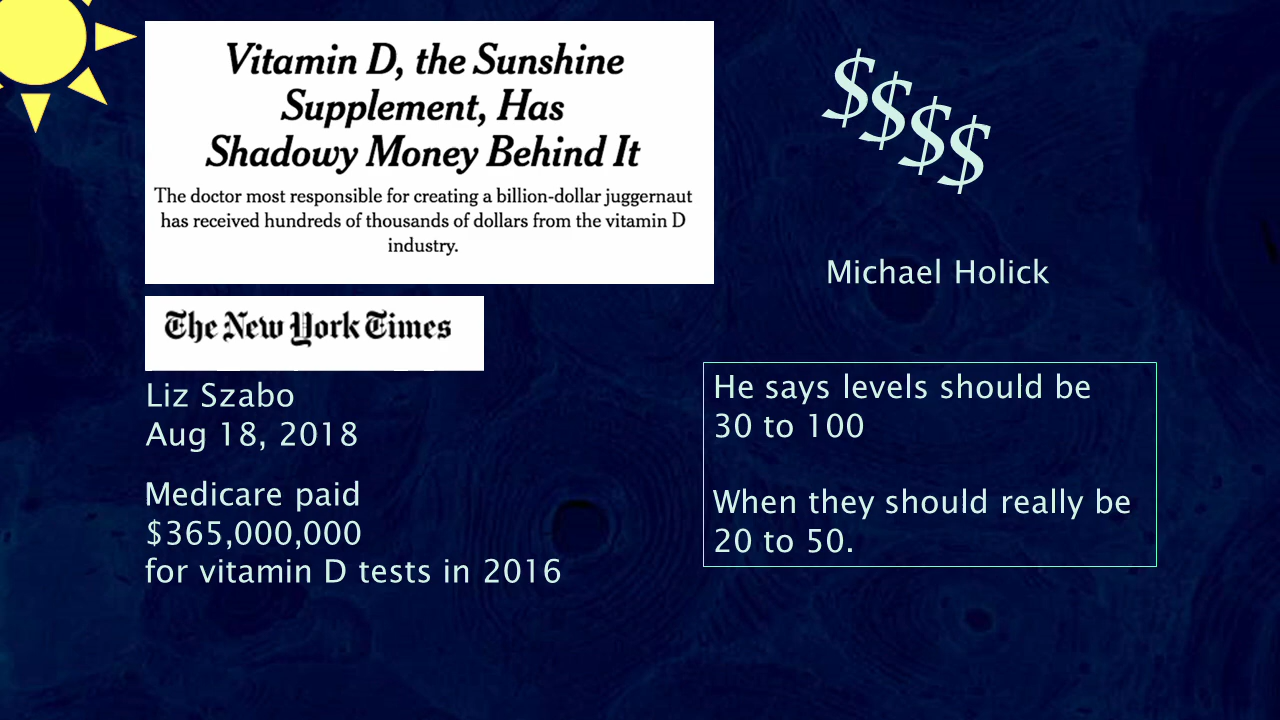 Vitamin D, the Sunshine
Supplement, Has
Shadowy Money Behind It
The doctor most responsible for creating a billion-dollar juggernaut
has received hundreds of thousands of dollars from the vitamin D
industry.
The New York Times
Liz Szabo
Aug 18, 2018
Medicare paid
$365,000,000
for vitamin D tests in 2016
$$$$
Michael Holick
He says levels should be
30 to 100
When they should really be
20 to 50.